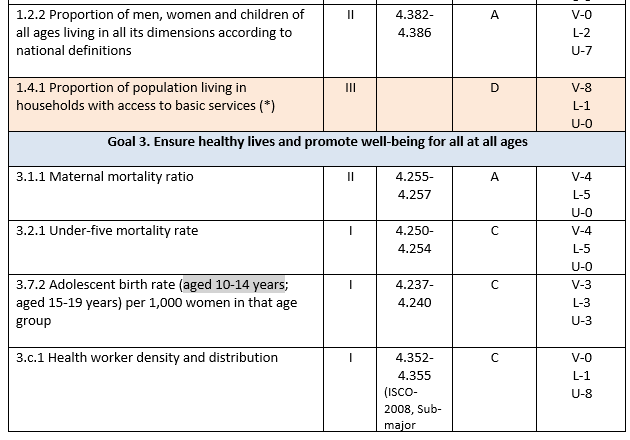 1.2.2 Proportion of men, women and children of
all ages living in all its dimensions according to
national definitions
II
4.382-
4.386
A
V-0
L-2
U-7
1.4.1 Proportion of population living in
households with access to basic services (*)
III
D
V-8
L-1
U-0
Goal 3. Ensure healthy lives and promote well-being for all at all ages
3.1.1 Maternal mortality ratio
II
4.255-
4.257
A
V-4
L-5
U-0
3.2.1 Under-five mortality rate
I
4.250-
4.254
C
V-4
L-5
U-0
3.7.2 Adolescent birth rate (aged 10-14 years;
aged 15-19 years) per 1,000 women in that age
group
I
4.237-
4.240
C
V-3
L-3
U-3
3.c.1 Health worker density and distribution
I
4.352-
4.355
(ISCO-
2008, Sub-
major
C
V-0
L-1
U-8